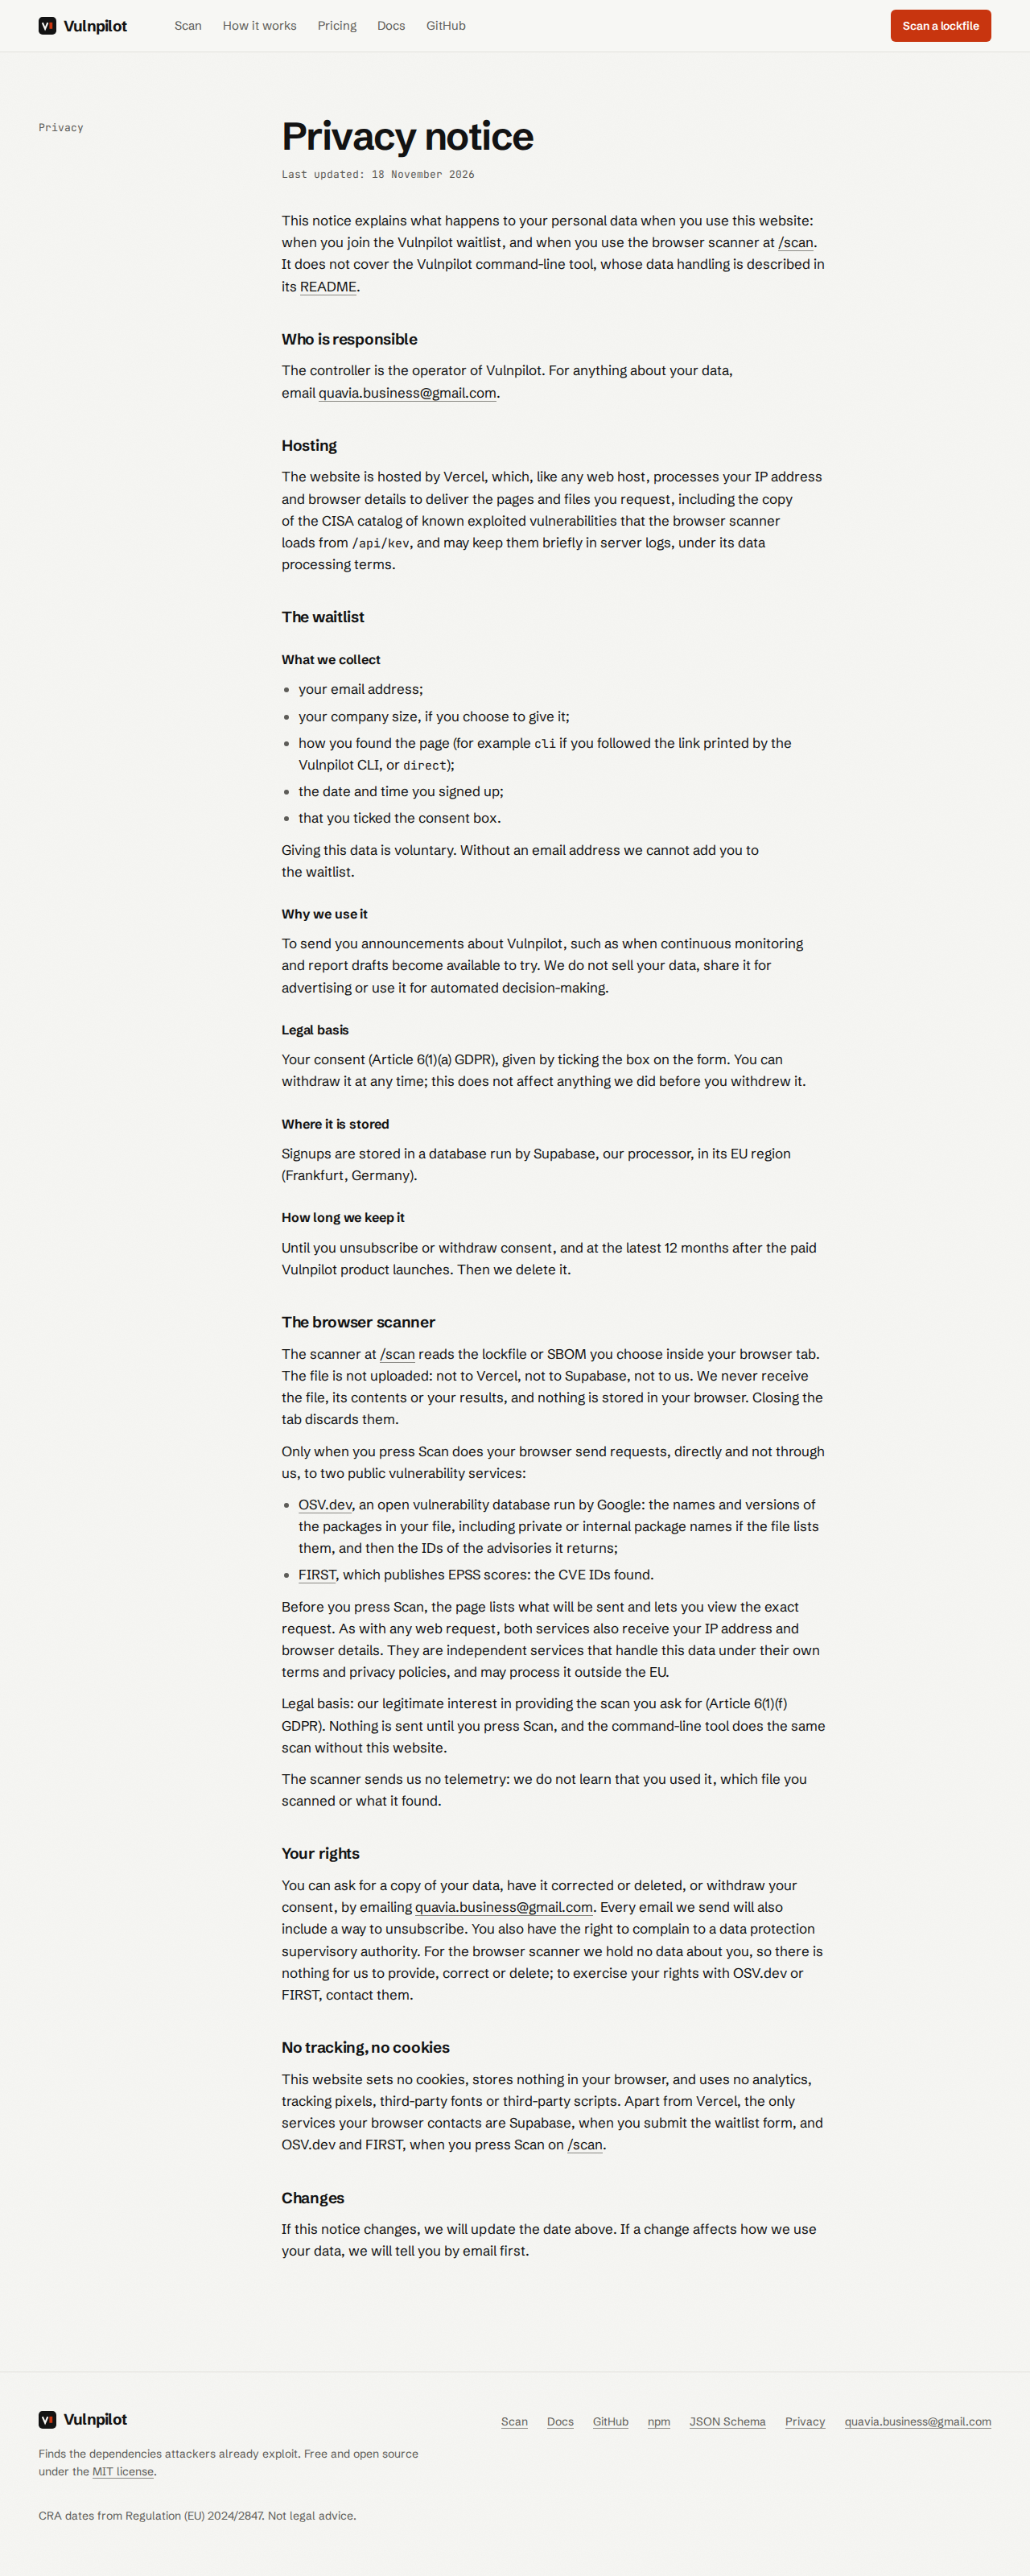 Vulnpilot
Scan
How it works
Pricing
Docs
GitHub
Scan a lockfile
Privacy
Privacy notice
Last updated: 18 November 2026
This notice explains what happens to your personal data when you use this website:
when you join the Vulnpilot waitlist, and when you use the browser scanner at /scan.
It does not cover the Vulnpilot command-line tool, whose data handling is described in
its README.
Who is responsible
The controller is the operator of Vulnpilot. For anything about your data,
email quavia.business@gmail.com.
Hosting
The website is hosted by Vercel, which, like any web host, processes your IP address
and browser details to deliver the pages and files you request, including the copy
of the CISA catalog of known exploited vulnerabilities that the browser scanner
loads from /api/kev, and may keep them briefly in server logs, under its data
processing terms.
The waitlist
What we collect
• your email address;
• your company size, if you choose to give it;
• how you found the page (for example cli if you followed the link printed by the
Vulnpilot CLI, or direct);
• the date and time you signed up;
• that you ticked the consent box.
Giving this data is voluntary. Without an email address we cannot add you to
the waitlist.
Why we use it
To send you announcements about Vulnpilot, such as when continuous monitoring
and report drafts become available to try. We do not sell your data, share it for
advertising or use it for automated decision-making.
Legal basis
Your consent (Article 6(1)(a) GDPR), given by ticking the box on the form. You can
withdraw it at any time; this does not affect anything we did before you withdrew it.
Where it is stored
Signups are stored in a database run by Supabase, our processor, in its EU region
(Frankfurt, Germany).
How long we keep it
Until you unsubscribe or withdraw consent, and at the latest 12 months after the paid
Vulnpilot product launches. Then we delete it.
The browser scanner
The scanner at /scan reads the lockfile or SBOM you choose inside your browser tab.
The file is not uploaded: not to Vercel, not to Supabase, not to us. We never receive
the file, its contents or your results, and nothing is stored in your browser. Closing the
tab discards them.
Only when you press Scan does your browser send requests, directly and not through
us, to two public vulnerability services:
• OSV.dev, an open vulnerability database run by Google: the names and versions of
the packages in your file, including private or internal package names if the file lists
them, and then the IDs of the advisories it returns;
• FIRST, which publishes EPSS scores: the CVE IDs found.
Before you press Scan, the page lists what will be sent and lets you view the exact
request. As with any web request, both services also receive your IP address and
browser details. They are independent services that handle this data under their own
terms and privacy policies, and may process it outside the EU.
Legal basis: our legitimate interest in providing the scan you ask for (Article 6(1)(f)
GDPR). Nothing is sent until you press Scan, and the command-line tool does the same
scan without this website.
The scanner sends us no telemetry: we do not learn that you used it, which file you
scanned or what it found.
Your rights
You can ask for a copy of your data, have it corrected or deleted, or withdraw your
consent, by emailing quavia.business@gmail.com. Every email we send will also
include a way to unsubscribe. You also have the right to complain to a data protection
supervisory authority. For the browser scanner we hold no data about you, so there is
nothing for us to provide, correct or delete; to exercise your rights with OSV.dev or
FIRST, contact them.
No tracking, no cookies
This website sets no cookies, stores nothing in your browser, and uses no analytics,
tracking pixels, third-party fonts or third-party scripts. Apart from Vercel, the only
services your browser contacts are Supabase, when you submit the waitlist form, and
OSV.dev and FIRST, when you press Scan on /scan.
Changes
If this notice changes, we will update the date above. If a change affects how we use
your data, we will tell you by email first.
Vulnpilot
Scan
Docs
GitHub
npm
JSON Schema
Privacy
quavia.business@gmail.com
Finds the dependencies attackers already exploit. Free and open source
under the MIT license.
CRA dates from Regulation (EU) 2024/2847. Not legal advice.